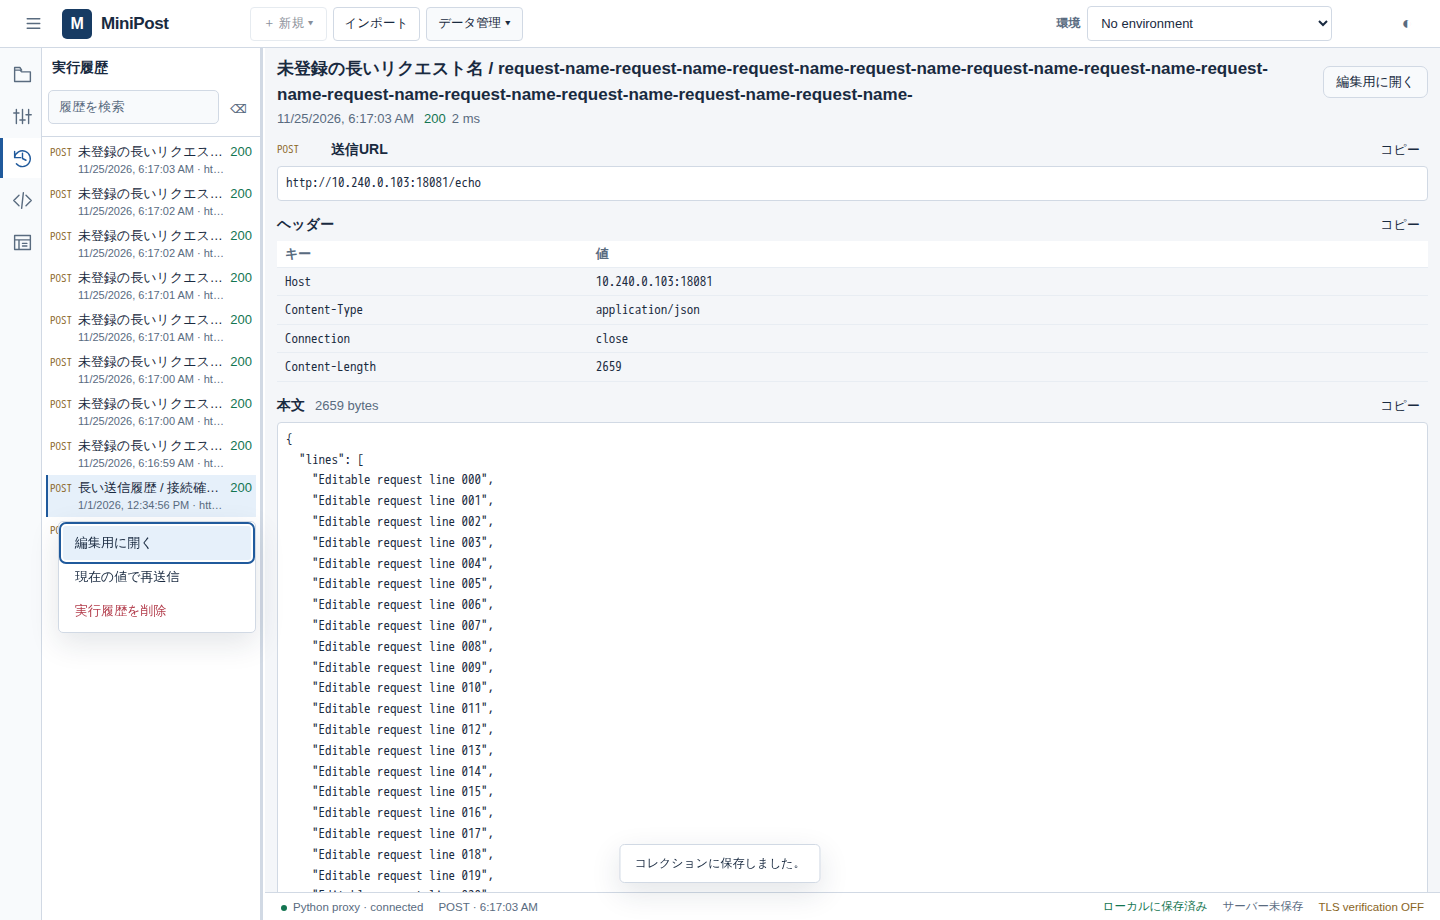 M MiniPost
＋ 新規 ▾
インポート
データ管理 ▾
環境
No environment
実行履歴
履歴を検索
POST 未登録の長いリクエス… 200
11/25/2026, 6:17:03 AM · ht…
POST 未登録の長いリクエス… 200
11/25/2026, 6:17:02 AM · ht…
POST 未登録の長いリクエス… 200
11/25/2026, 6:17:02 AM · ht…
POST 未登録の長いリクエス… 200
11/25/2026, 6:17:01 AM · ht…
POST 未登録の長いリクエス… 200
11/25/2026, 6:17:01 AM · ht…
POST 未登録の長いリクエス… 200
11/25/2026, 6:17:00 AM · ht…
POST 未登録の長いリクエス… 200
11/25/2026, 6:17:00 AM · ht…
POST 未登録の長いリクエス… 200
11/25/2026, 6:16:59 AM · ht…
POST 長い送信履歴 / 接続確… 200
1/1/2026, 12:34:56 PM · htt…
編集用に開く
現在の値で再送信
実行履歴を削除
未登録の長いリクエスト名 / request-name-request-name-request-name-request-name-request-name-request-name-request-
name-request-name-request-name-request-name-request-name-request-name-
編集用に開く
11/25/2026, 6:17:03 AM 200 2 ms
POST 送信URL コピー
http://10.240.0.103:18081/echo
ヘッダー コピー
キー 値
Host 10.240.0.103:18081
Content-Type application/json
Connection close
Content-Length 2659
本文 2659 bytes コピー
{
"lines": [
"Editable request line 000",
"Editable request line 001",
"Editable request line 002",
"Editable request line 003",
"Editable request line 004",
"Editable request line 005",
"Editable request line 006",
"Editable request line 007",
"Editable request line 008",
"Editable request line 009",
"Editable request line 010",
"Editable request line 011",
"Editable request line 012",
"Editable request line 013",
"Editable request line 014",
"Editable request line 015",
"Editable request line 016",
"Editable request line 017",
"Editable request line 018",
"Editable request line 019",
コレクションに保存しました。
Python proxy · connected POST · 6:17:03 AM
ローカルに保存済み サーバー未保存 TLS verification OFF